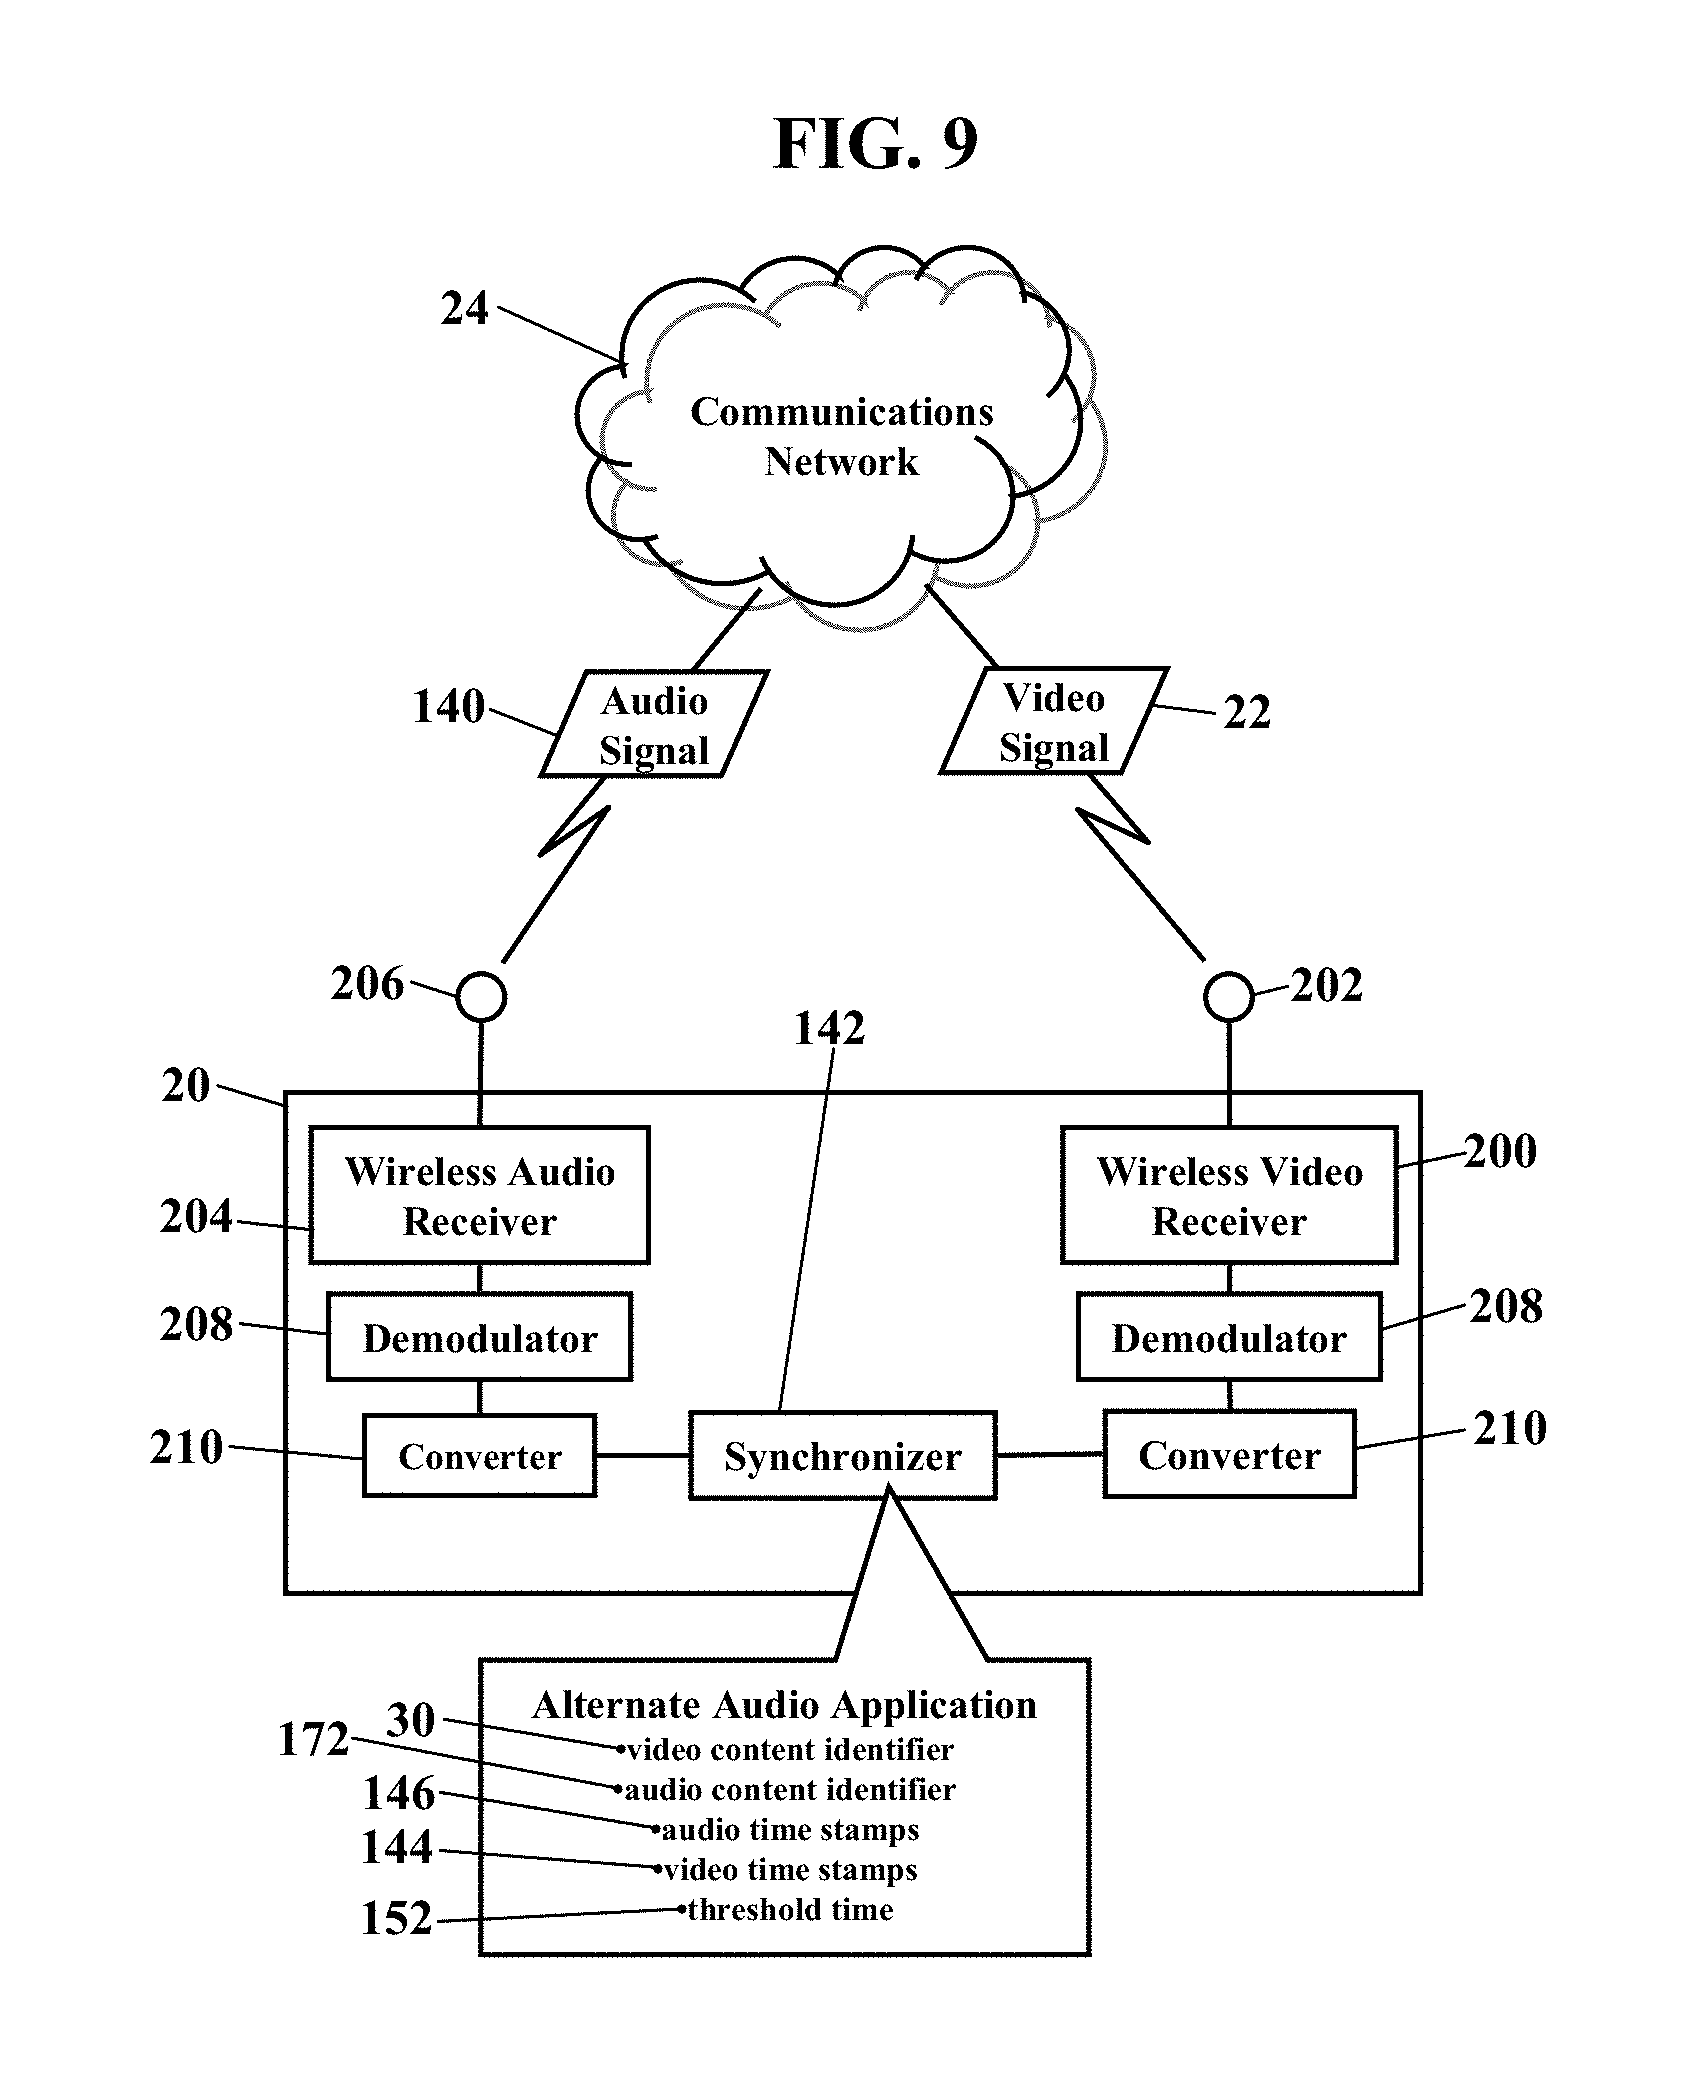 FIG. 9
24
Communications
Network
140
Audio
Signal
Video
Signal
22
206
202
142
20
Wireless Audio
Receiver
204
Wireless Video
Receiver
200
208
Demodulator
Demodulator
208
210
Converter
Synchronizer
Converter
210
Alternate Audio Application
30
•video content identifier
172
•audio content identifier
146
•audio time stamps
144
•video time stamps
152
•threshold time